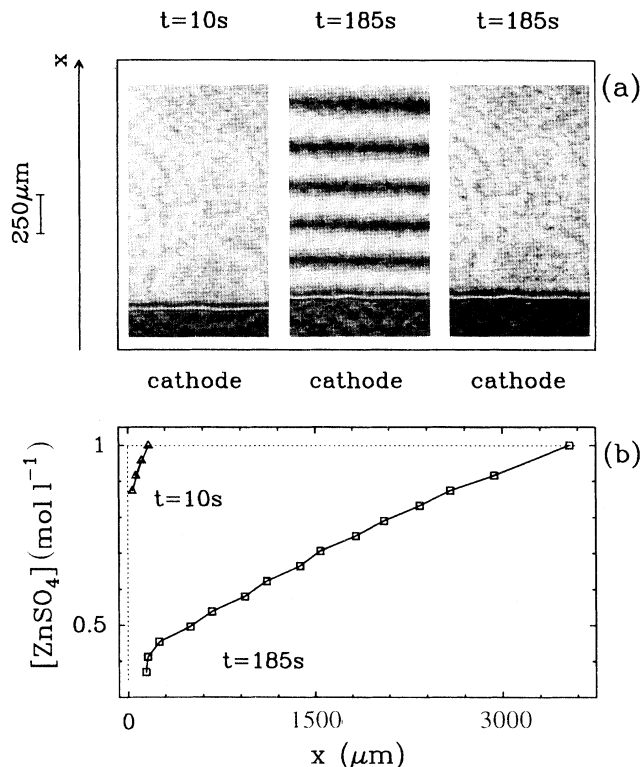 t=10s t=185s t=185s
(a)
x
250μm
cathode cathode cathode
(b)
[ZnSO₄] (mol l⁻¹)
1
0.5
t=10s
t=185s
0 1500 3000
x (μm)